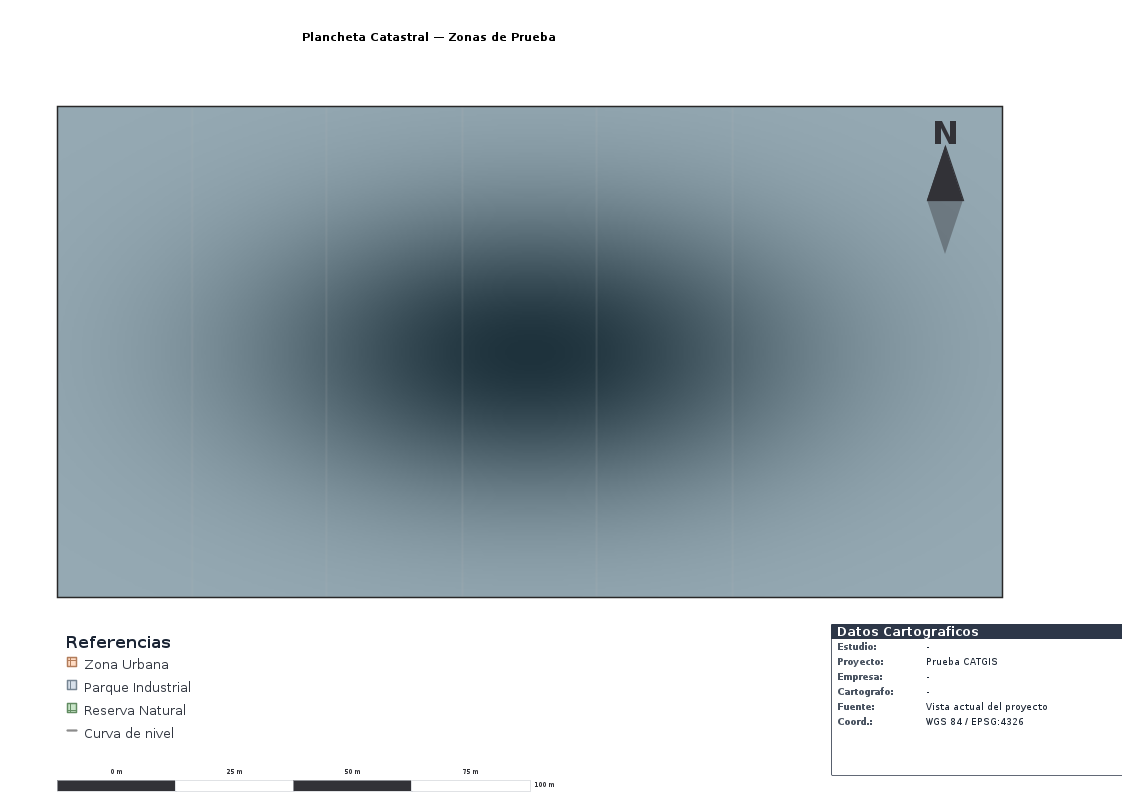 Plancheta Catastral — Zonas de Prueba
N
Referencias
Zona Urbana
Parque Industrial
Reserva Natural
Curva de nivel
0 m 25 m 50 m 75 m
100 m
Datos Cartograficos
Estudio: -
Proyecto: Prueba CATGIS
Empresa: -
Cartografo: -
Fuente: Vista actual del proyecto
Coord.: WGS 84 / EPSG:4326